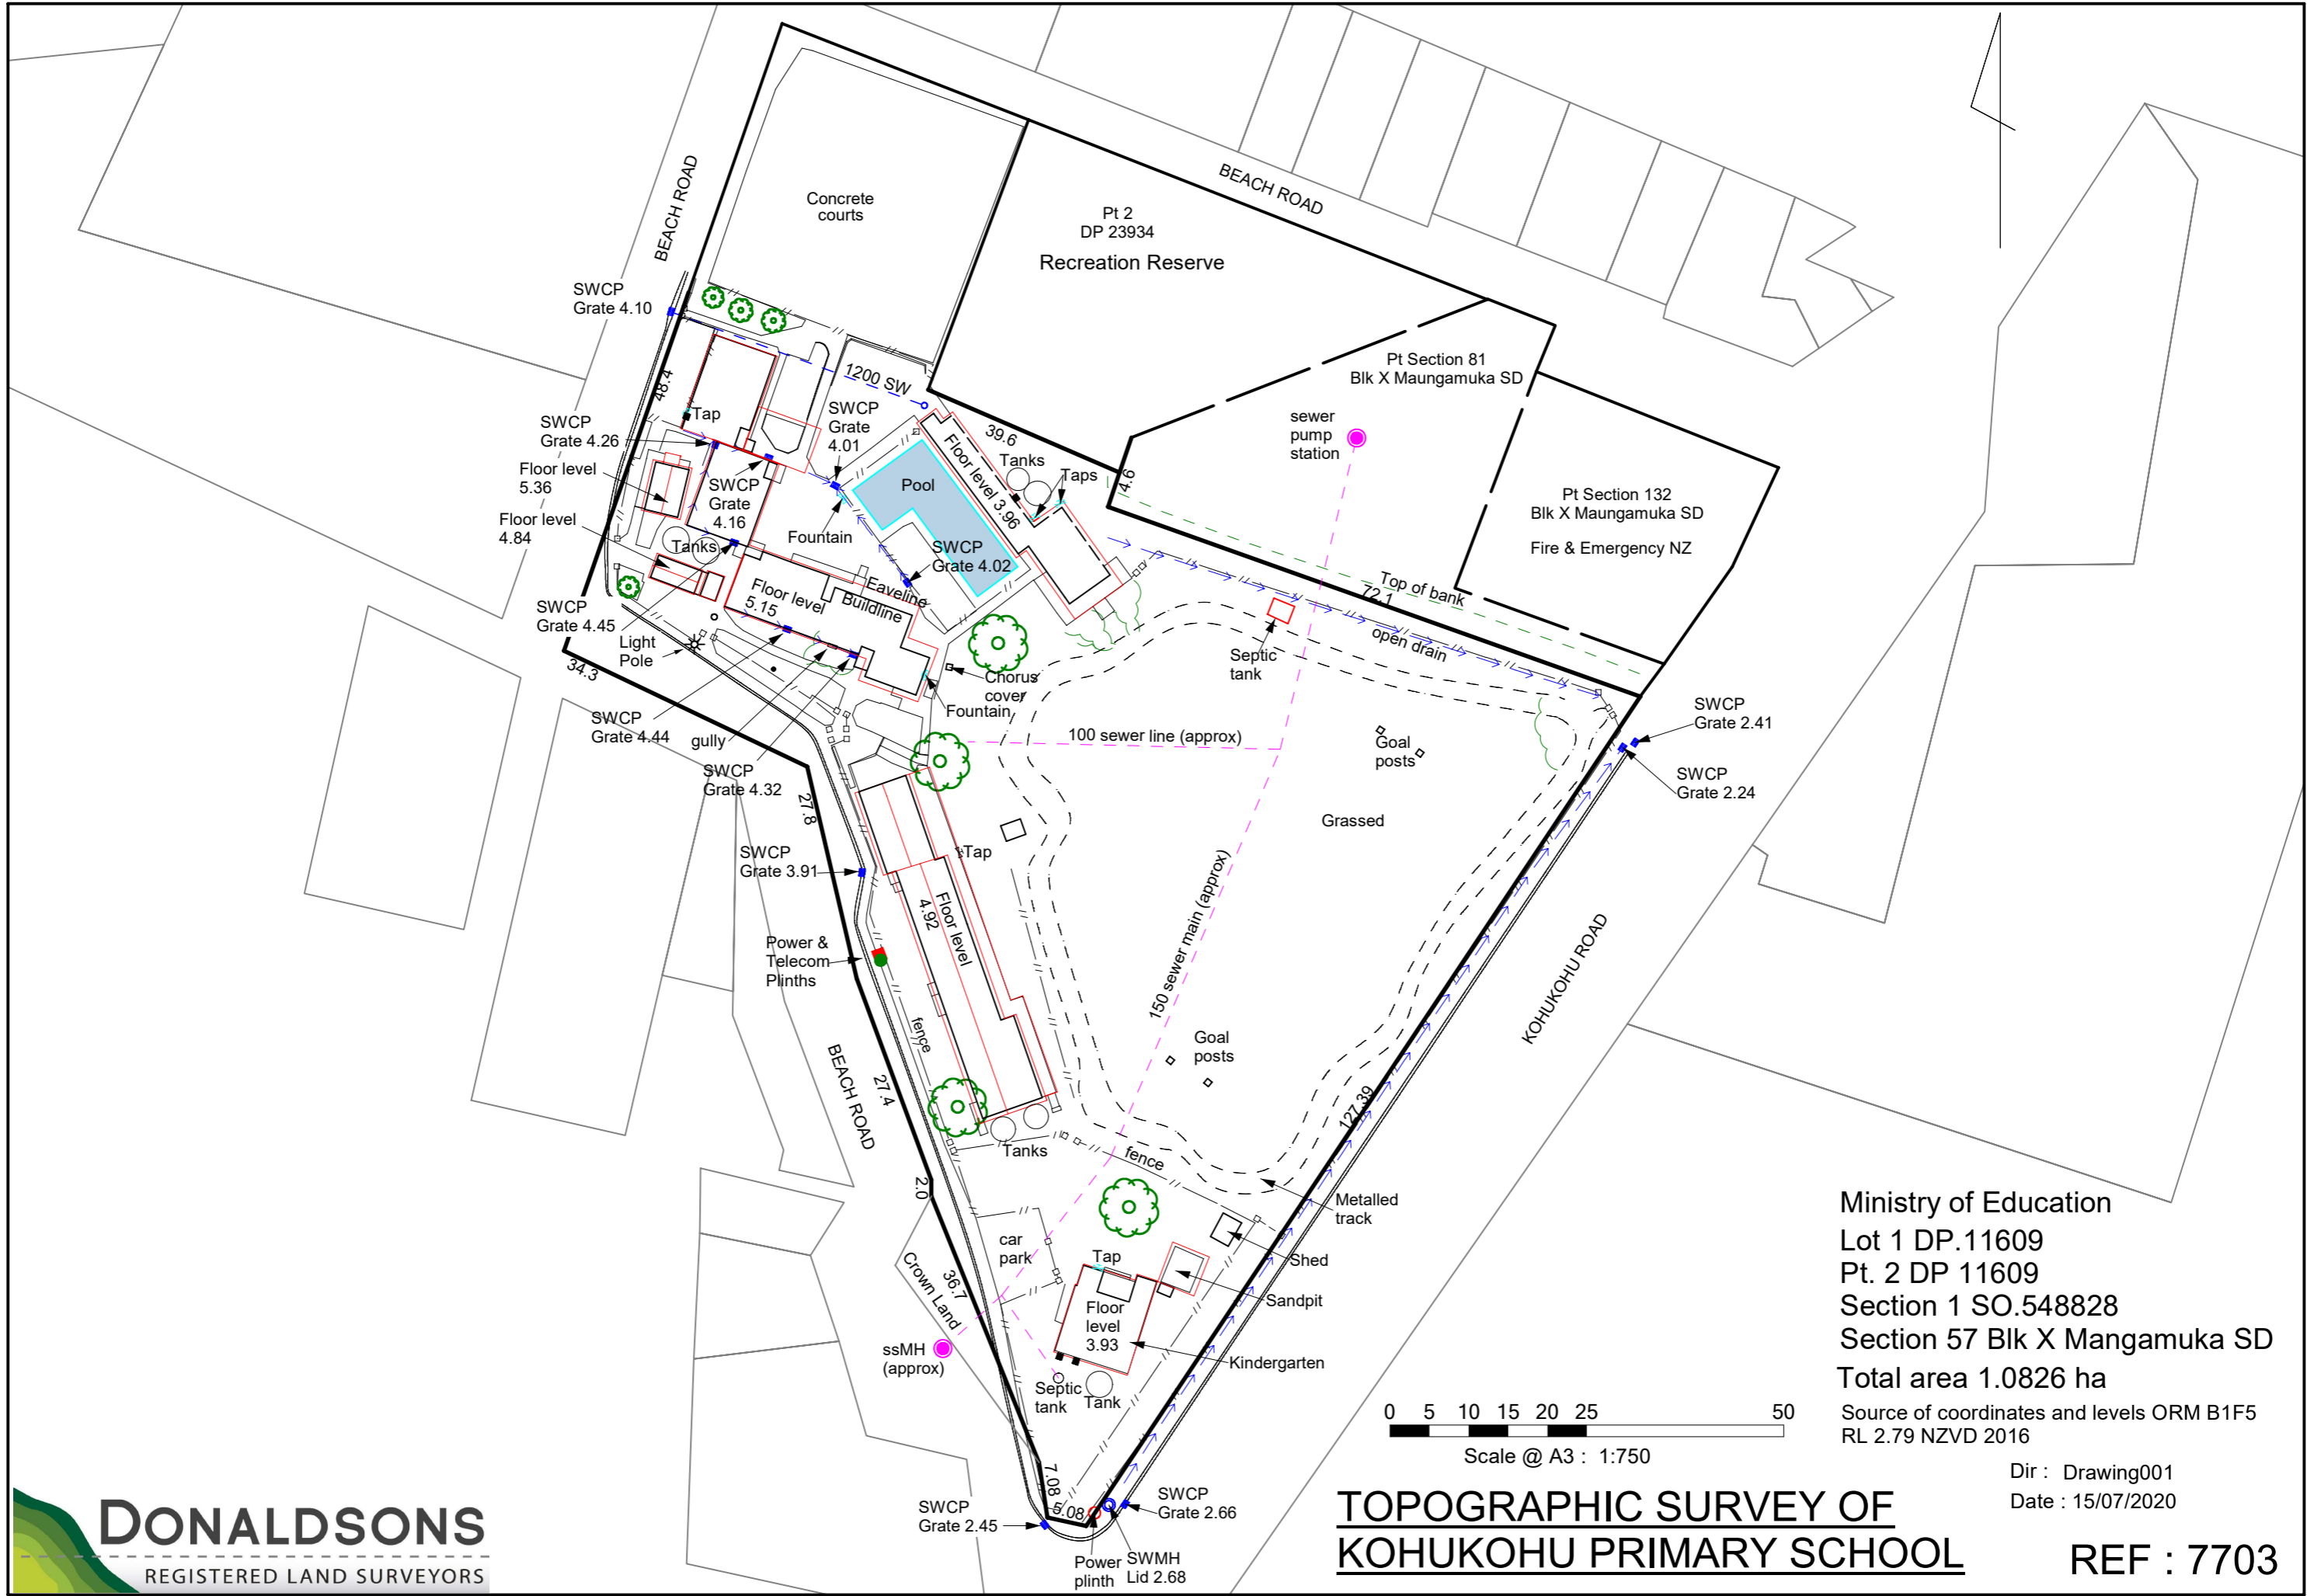 BEACH ROAD
BEACH ROAD
Concrete
courts
Pt 2
DP 23934
Recreation Reserve
SWCP
Grate 4.10
48.4
1200 SW
Pt Section 81
Blk X Maungamuka SD
Tap
SWCP
Grate
4.01
39.6
sewer
pump
station
SWCP
Grate 4.26
Floor level 3.96
Tanks
Taps
4.6
Floor level
5.36
SWCP
Grate
4.16
Pool
Pt Section 132
Blk X Maungamuka SD
Fire & Emergency NZ
Floor level
4.84
Tanks
Fountain
SWCP
Grate 4.02
Floor level
5.15
Eaveline
Buildline
Top of bank
72.1
open drain
SWCP
Grate 4.45
Light
Pole
34.3
Septic
tank
Chorus
cover
Fountain
SWCP
Grate 4.44
gully
100 sewer line (approx)
Goal
posts
SWCP
Grate 2.41
SWCP
Grate 4.32
SWCP
Grate 2.24
27.8
Grassed
SWCP
Grate 3.91
Tap
Floor level
4.92
150 sewer main (approx)
Power &
Telecom
Plinths
KOHUKOHU ROAD
fence
Goal
posts
BEACH ROAD
27.4
127.39
Tanks
fence
2.0
Metalled
track
car
park
Tap
Shed
Crown Land
36.7
Sandpit
Floor
level
3.93
ssMH
(approx)
Kindergarten
Septic
tank
Tank
7.08
5.08
SWCP
Grate 2.45
SWCP
Grate 2.66
Power
plinth
SWMH
Lid 2.68
Ministry of Education
Lot 1 DP.11609
Pt. 2 DP 11609
Section 1 SO.548828
Section 57 Blk X Mangamuka SD
Total area 1.0826 ha
Source of coordinates and levels ORM B1F5
RL 2.79 NZVD 2016
0 5 10 15 20 25 50
Scale @ A3 : 1:750
Dir : Drawing001
Date : 15/07/2020
TOPOGRAPHIC SURVEY OF
KOHUKOHU PRIMARY SCHOOL
REF : 7703
DONALDSONS
REGISTERED LAND SURVEYORS